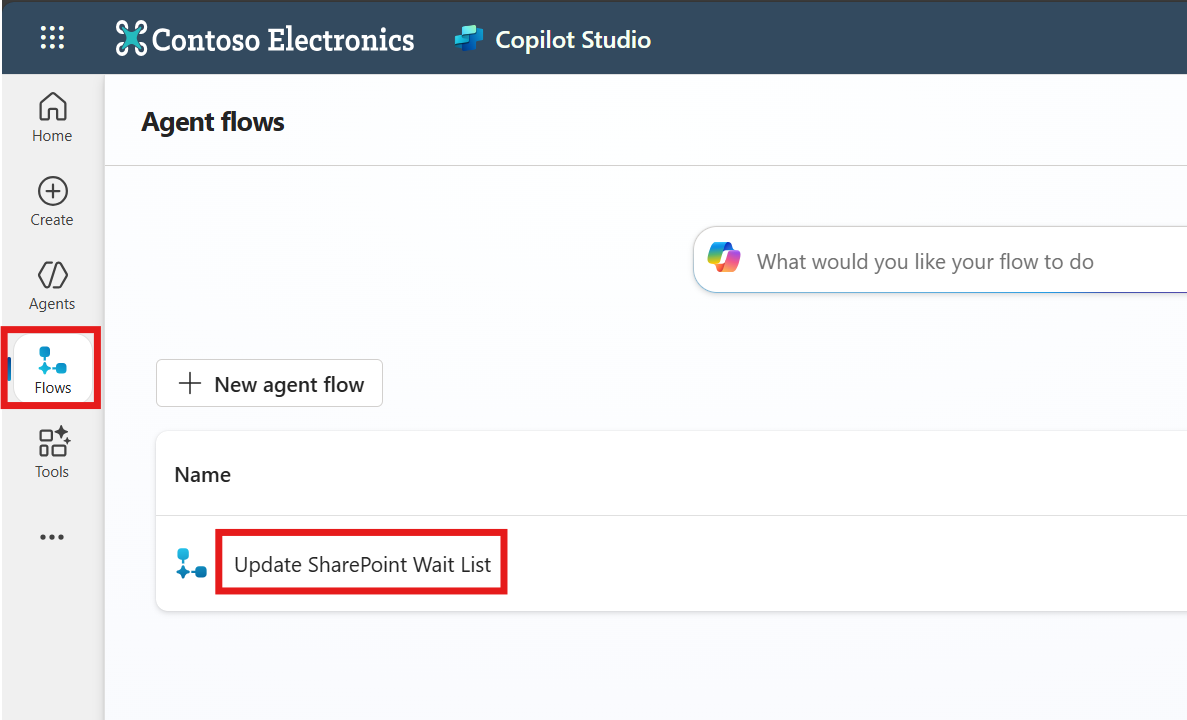 Contoso Electronics
Copilot Studio
Home
Create
Agents
Flows
Tools
Agent flows
What would you like your flow to do
New agent flow
Name
Update SharePoint Wait List